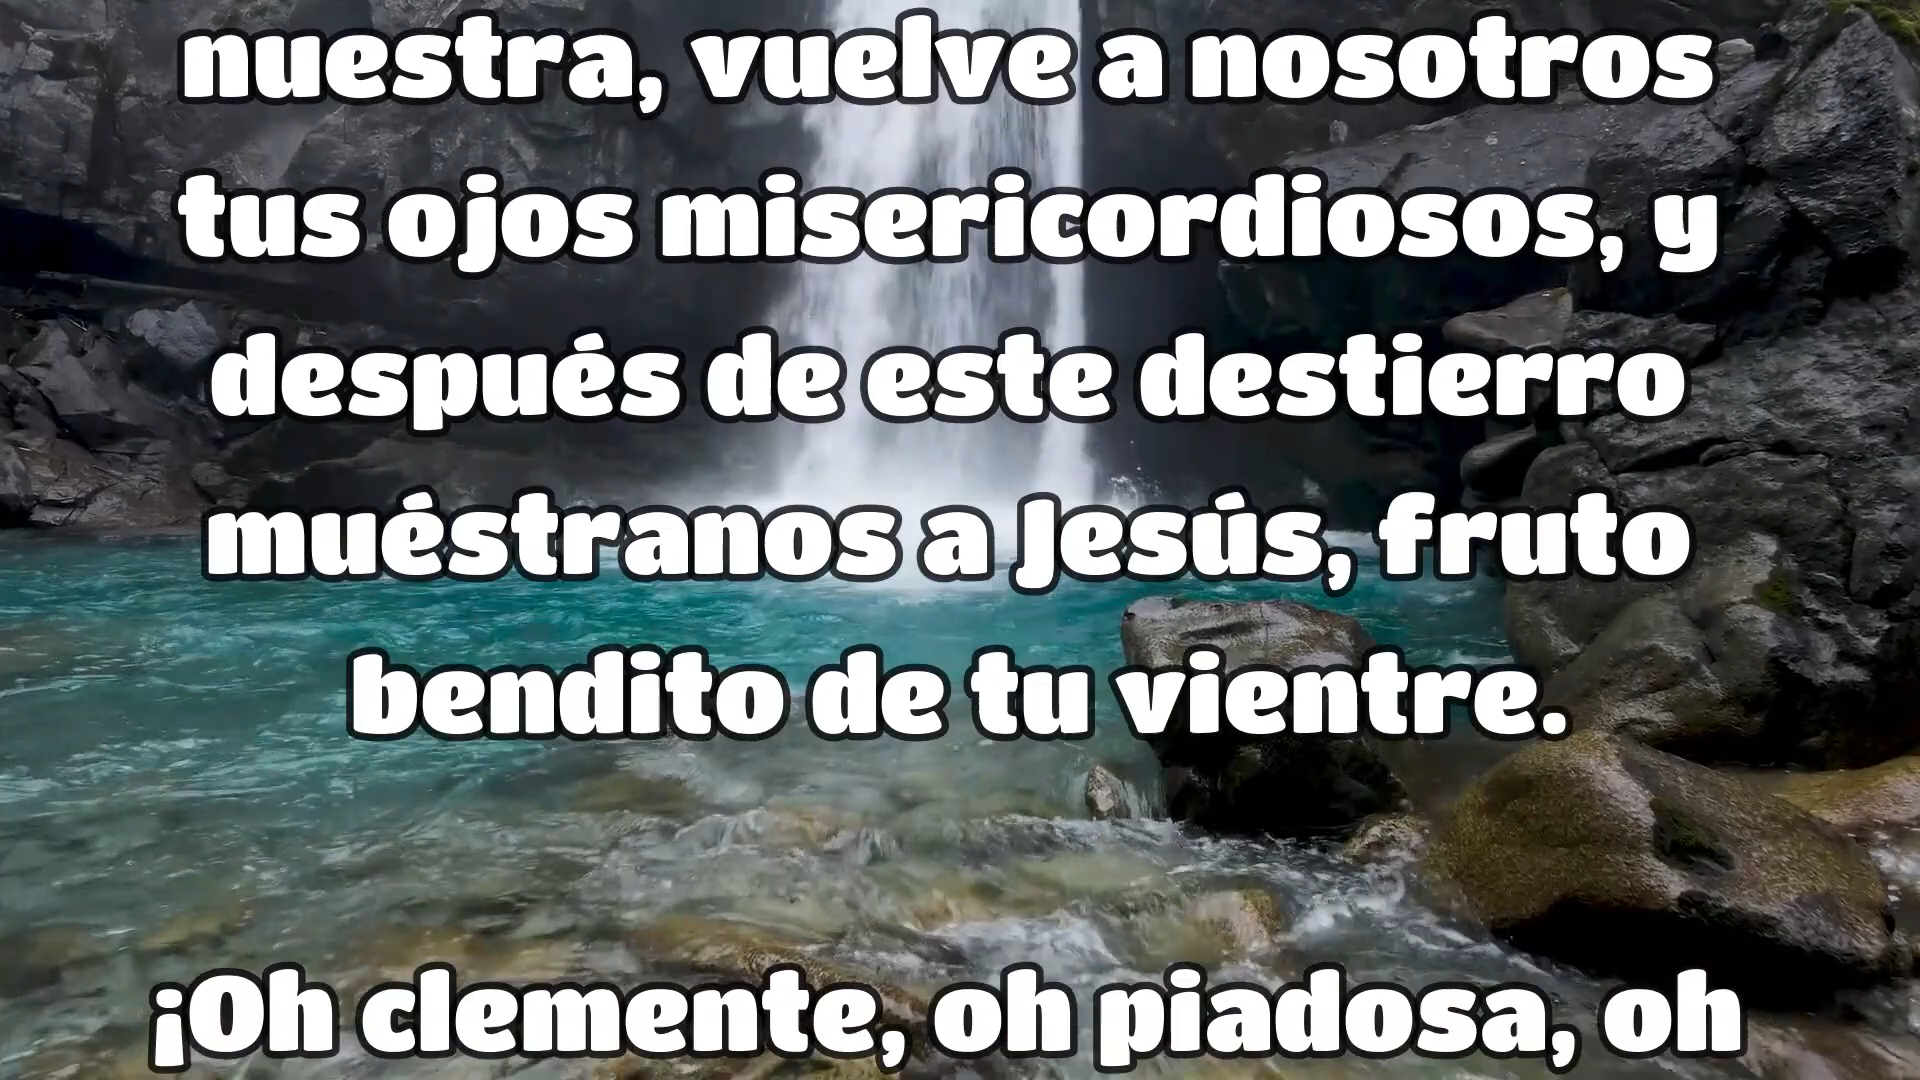 nuestra, vuelve a nosotros
tus ojos misericordiosos, y
después de este destierro
muéstranos a Jesús, fruto
bendito de tu vientre.
¡Oh clemente, oh piadosa, oh